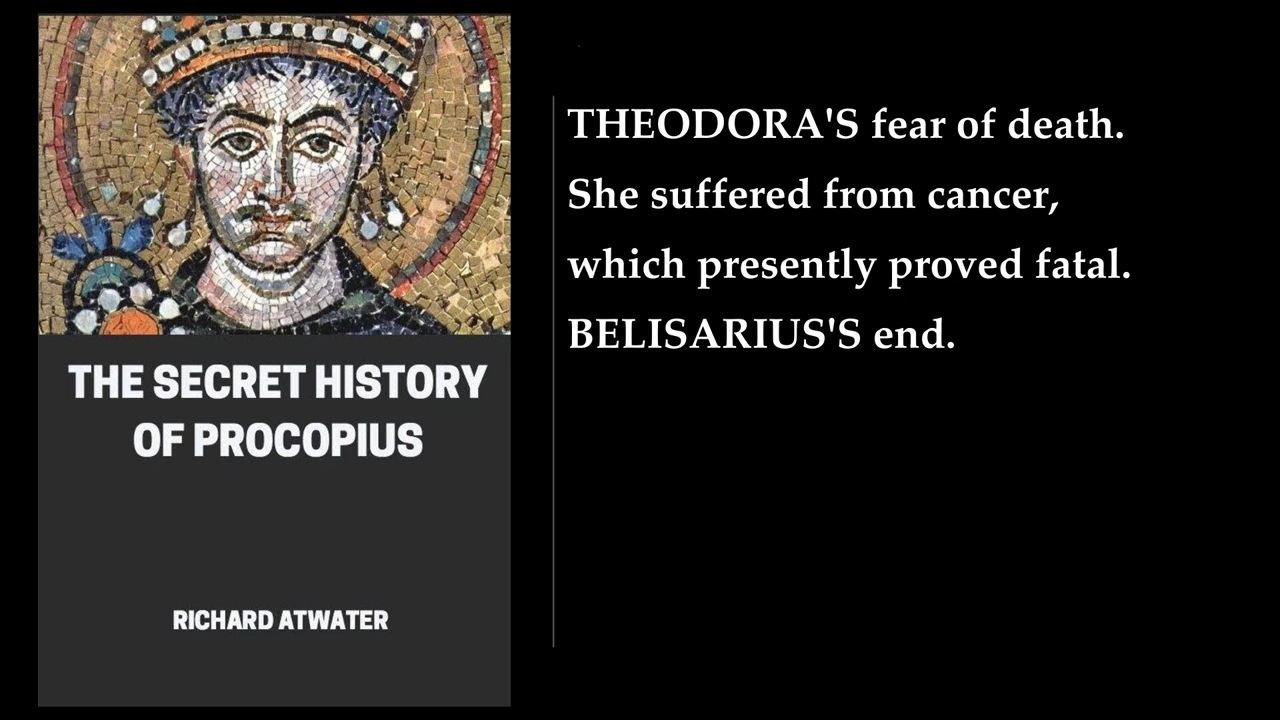 THE SECRET HISTORY
OF PROCOPIUS
RICHARD ATWATER
THEODORA'S fear of death.
She suffered from cancer,
which presently proved fatal.
BELISARIUS'S end.